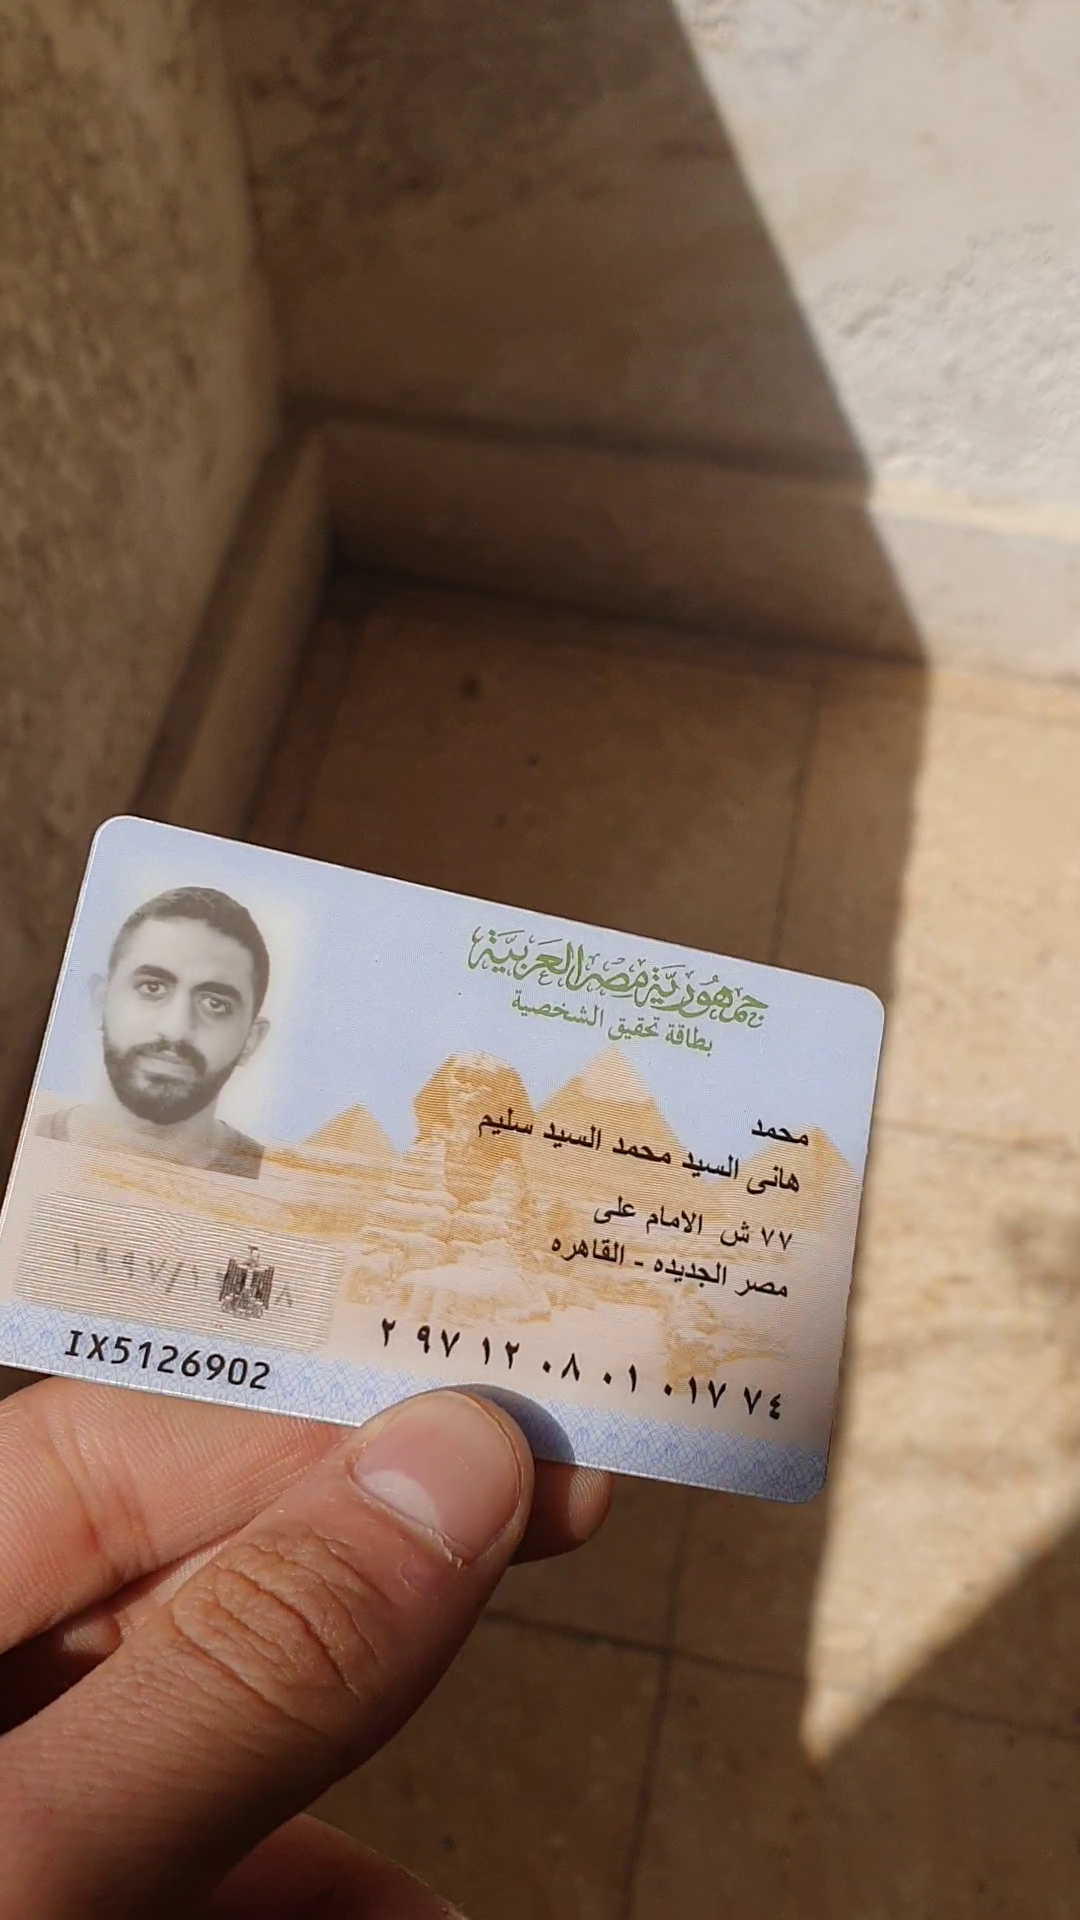 جمهورية مصر العربية
بطاقة تحقيق الشخصية
محمد
هانى السيد محمد السيد سليم
٧٧ ش الامام على
مصر الجديده - القاهره
٢ ٩٧ ١٢ ٠٨ ٠١ ٠١٧ ٧٤
IX5126902